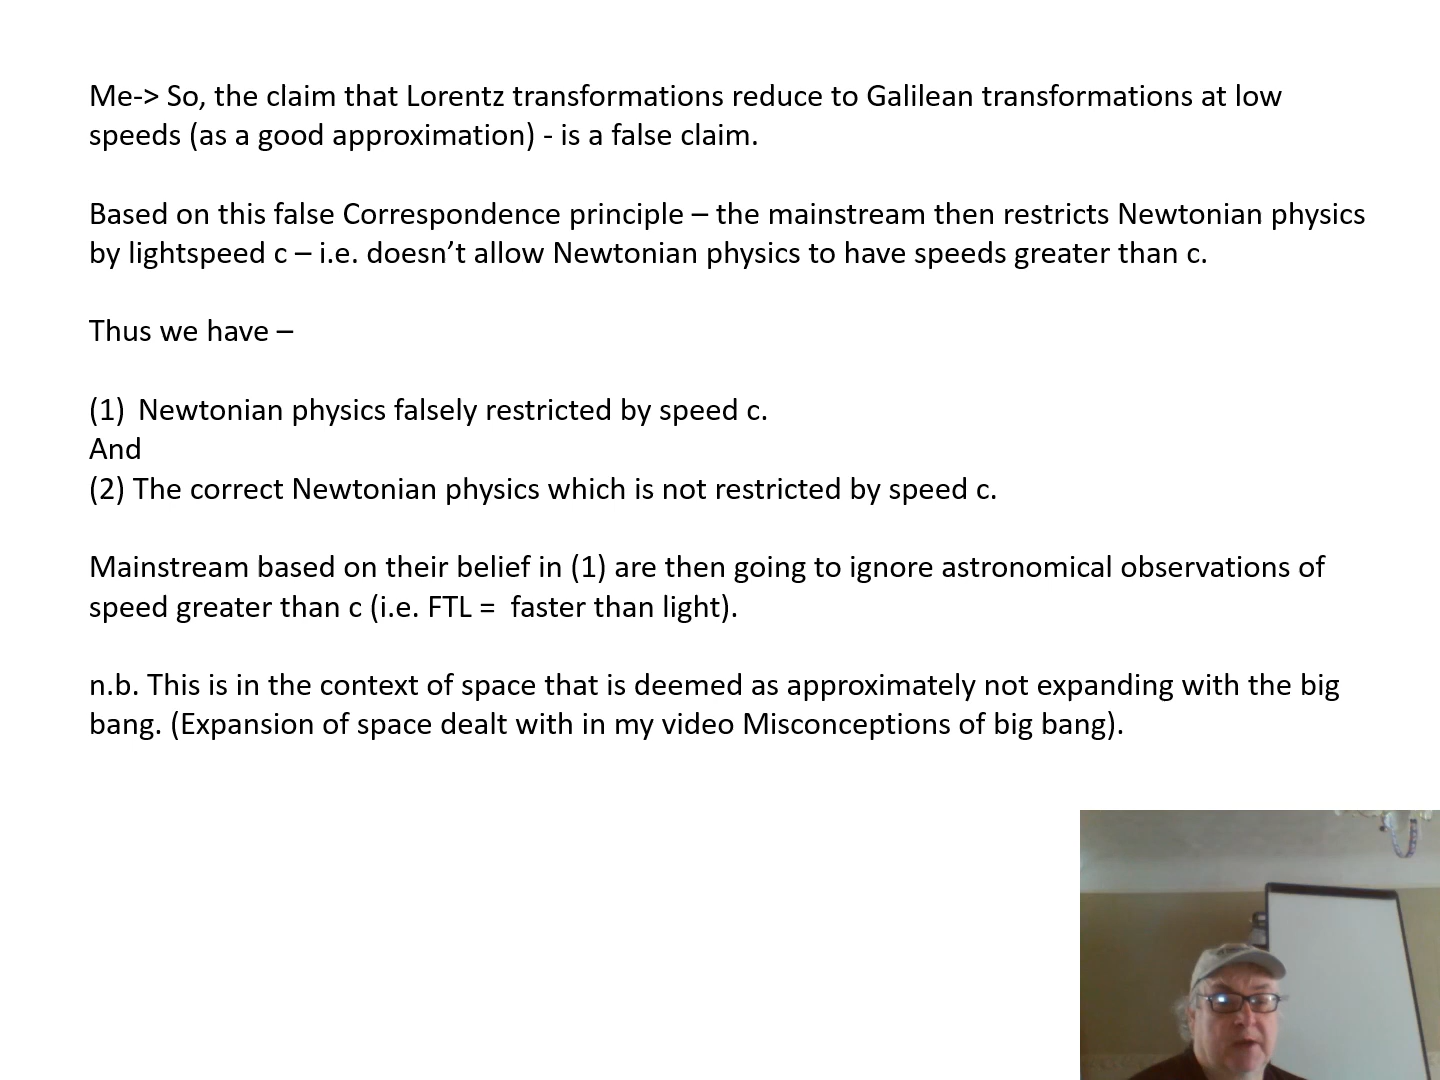 Me-> So, the claim that Lorentz transformations reduce to Galilean transformations at low
speeds (as a good approximation) - is a false claim.
Based on this false Correspondence principle – the mainstream then restricts Newtonian physics
by lightspeed c – i.e. doesn’t allow Newtonian physics to have speeds greater than c.
Thus we have –
(1) Newtonian physics falsely restricted by speed c.
And
(2) The correct Newtonian physics which is not restricted by speed c.
Mainstream based on their belief in (1) are then going to ignore astronomical observations of
speed greater than c (i.e. FTL =  faster than light).
n.b. This is in the context of space that is deemed as approximately not expanding with the big
bang. (Expansion of space dealt with in my video Misconceptions of big bang).